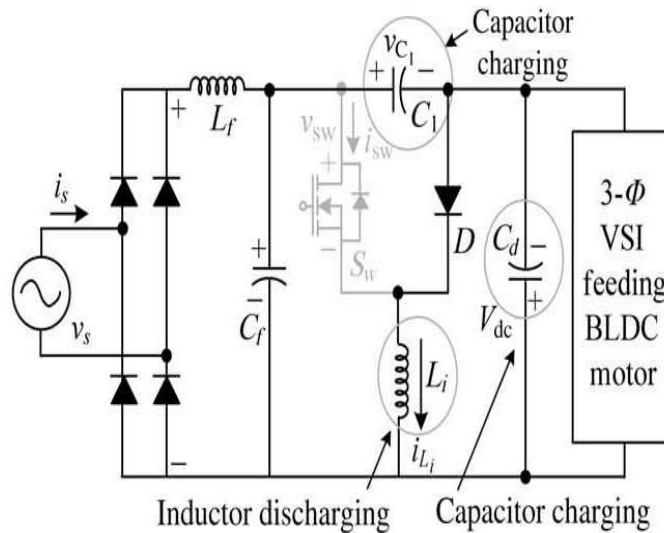 Capacitor
charging
+ v_C₁ −
C₁
L_f
+
v_sw
i_sw
+
−
S_w
D
i_s
v_s
+
−
C_f
C_d −
V_dc +
3-Φ
VSI
feeding
BLDC
motor
L_i
i_Lᵢ
−
Inductor discharging
Capacitor charging